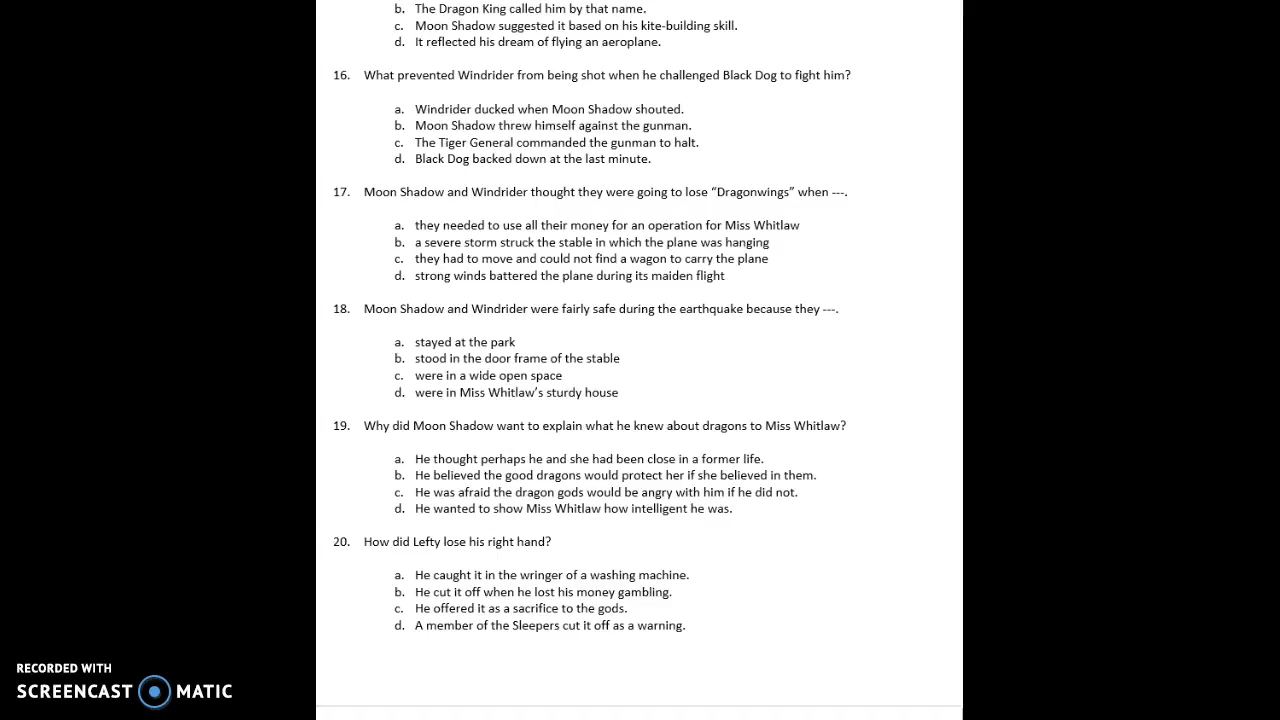 b. The Dragon King called him by that name.
c. Moon Shadow suggested it based on his kite-building skill.
d. It reflected his dream of flying an aeroplane.
16. What prevented Windrider from being shot when he challenged Black Dog to fight him?
a. Windrider ducked when Moon Shadow shouted.
b. Moon Shadow threw himself against the gunman.
c. The Tiger General commanded the gunman to halt.
d. Black Dog backed down at the last minute.
17. Moon Shadow and Windrider thought they were going to lose “Dragonwings” when ---.
a. they needed to use all their money for an operation for Miss Whitlaw
b. a severe storm struck the stable in which the plane was hanging
c. they had to move and could not find a wagon to carry the plane
d. strong winds battered the plane during its maiden flight
18. Moon Shadow and Windrider were fairly safe during the earthquake because they ---.
a. stayed at the park
b. stood in the door frame of the stable
c. were in a wide open space
d. were in Miss Whitlaw’s sturdy house
19. Why did Moon Shadow want to explain what he knew about dragons to Miss Whitlaw?
a. He thought perhaps he and she had been close in a former life.
b. He believed the good dragons would protect her if she believed in them.
c. He was afraid the dragon gods would be angry with him if he did not.
d. He wanted to show Miss Whitlaw how intelligent he was.
20. How did Lefty lose his right hand?
a. He caught it in the wringer of a washing machine.
b. He cut it off when he lost his money gambling.
c. He offered it as a sacrifice to the gods.
d. A member of the Sleepers cut it off as a warning.
RECORDED WITH
SCREENCAST MATIC